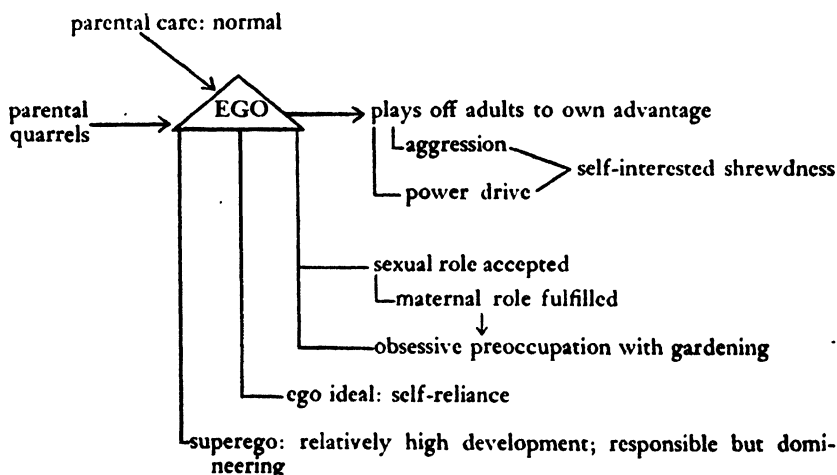 parental care: normal
EGO
parental
quarrels
plays off adults to own advantage
aggression
self-interested shrewdness
power drive
sexual role accepted
maternal role fulfilled
obsessive preoccupation with gardening
ego ideal: self-reliance
superego: relatively high development; responsible but domi-
neering